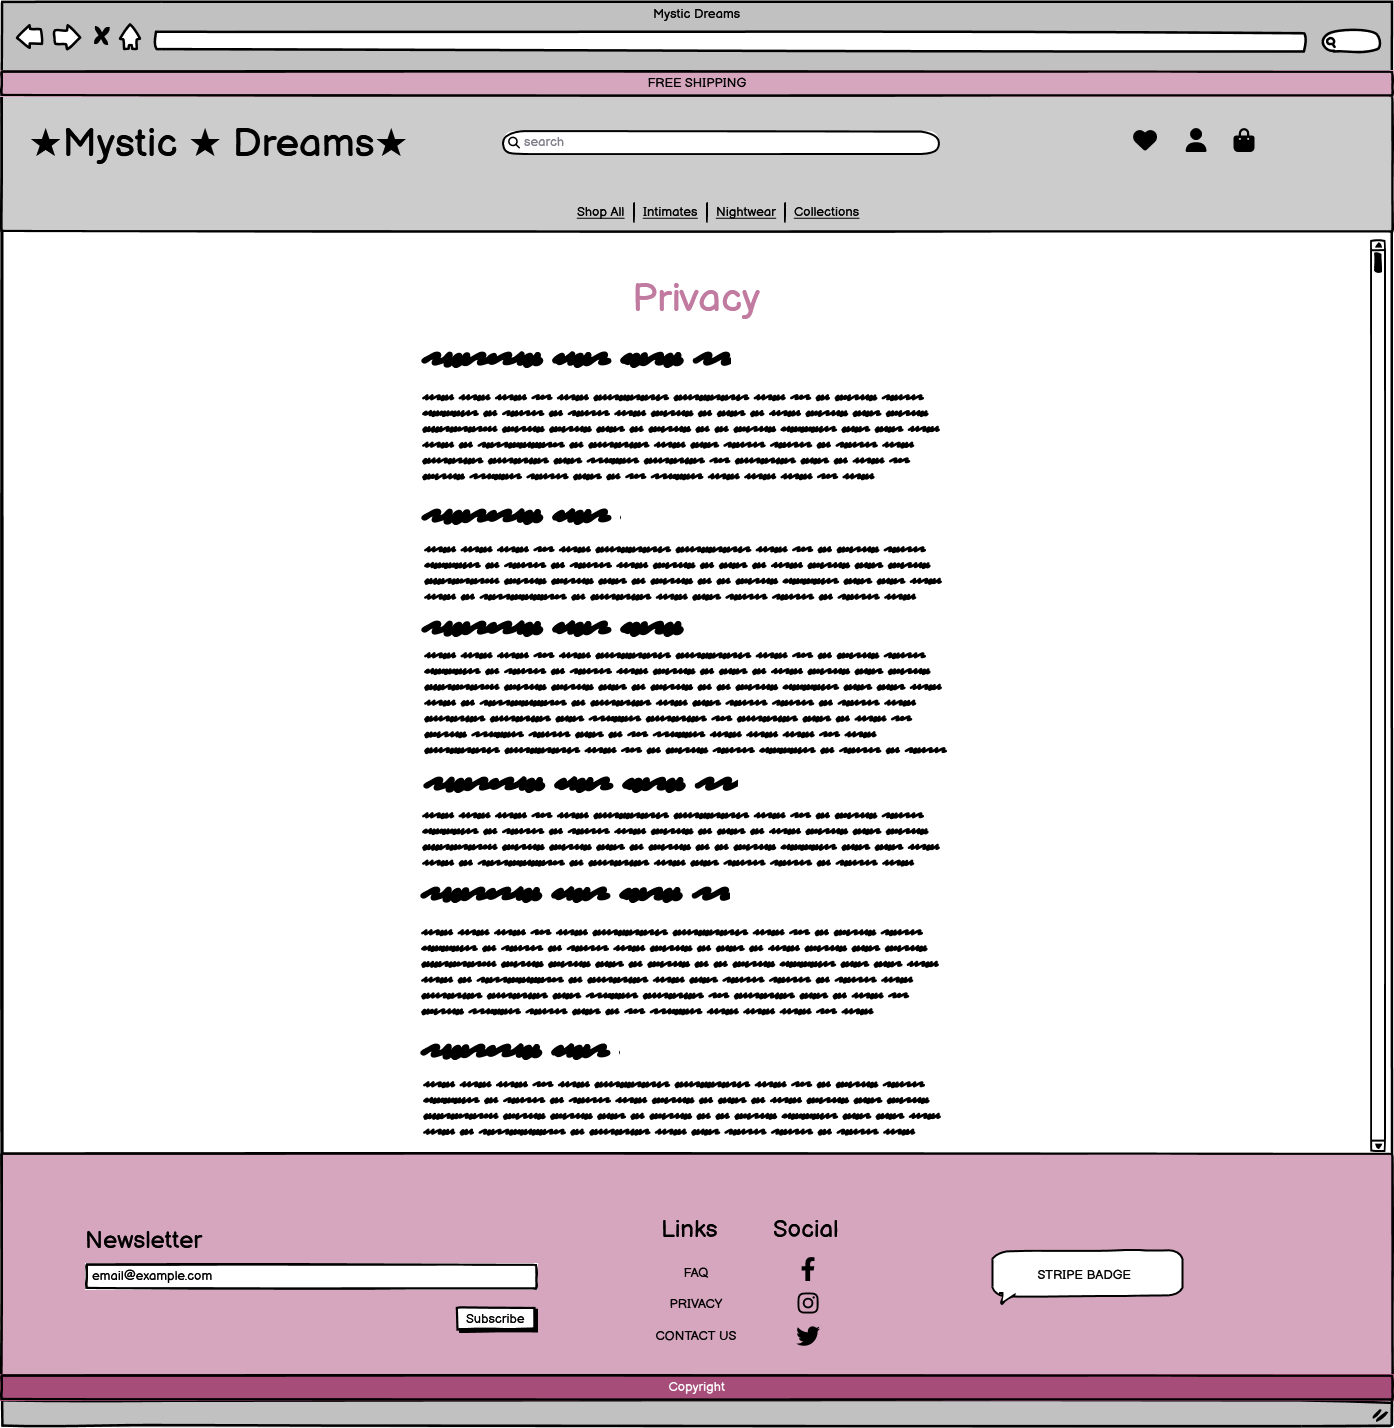 Mystic Dreams
FREE SHIPPING
★Mystic ★ Dreams★
search
Shop All | Intimates | Nightwear | Collections
Privacy
Newsletter
email@example.com
Subscribe
Links
FAQ
PRIVACY
CONTACT US
Social
STRIPE BADGE
Copyright